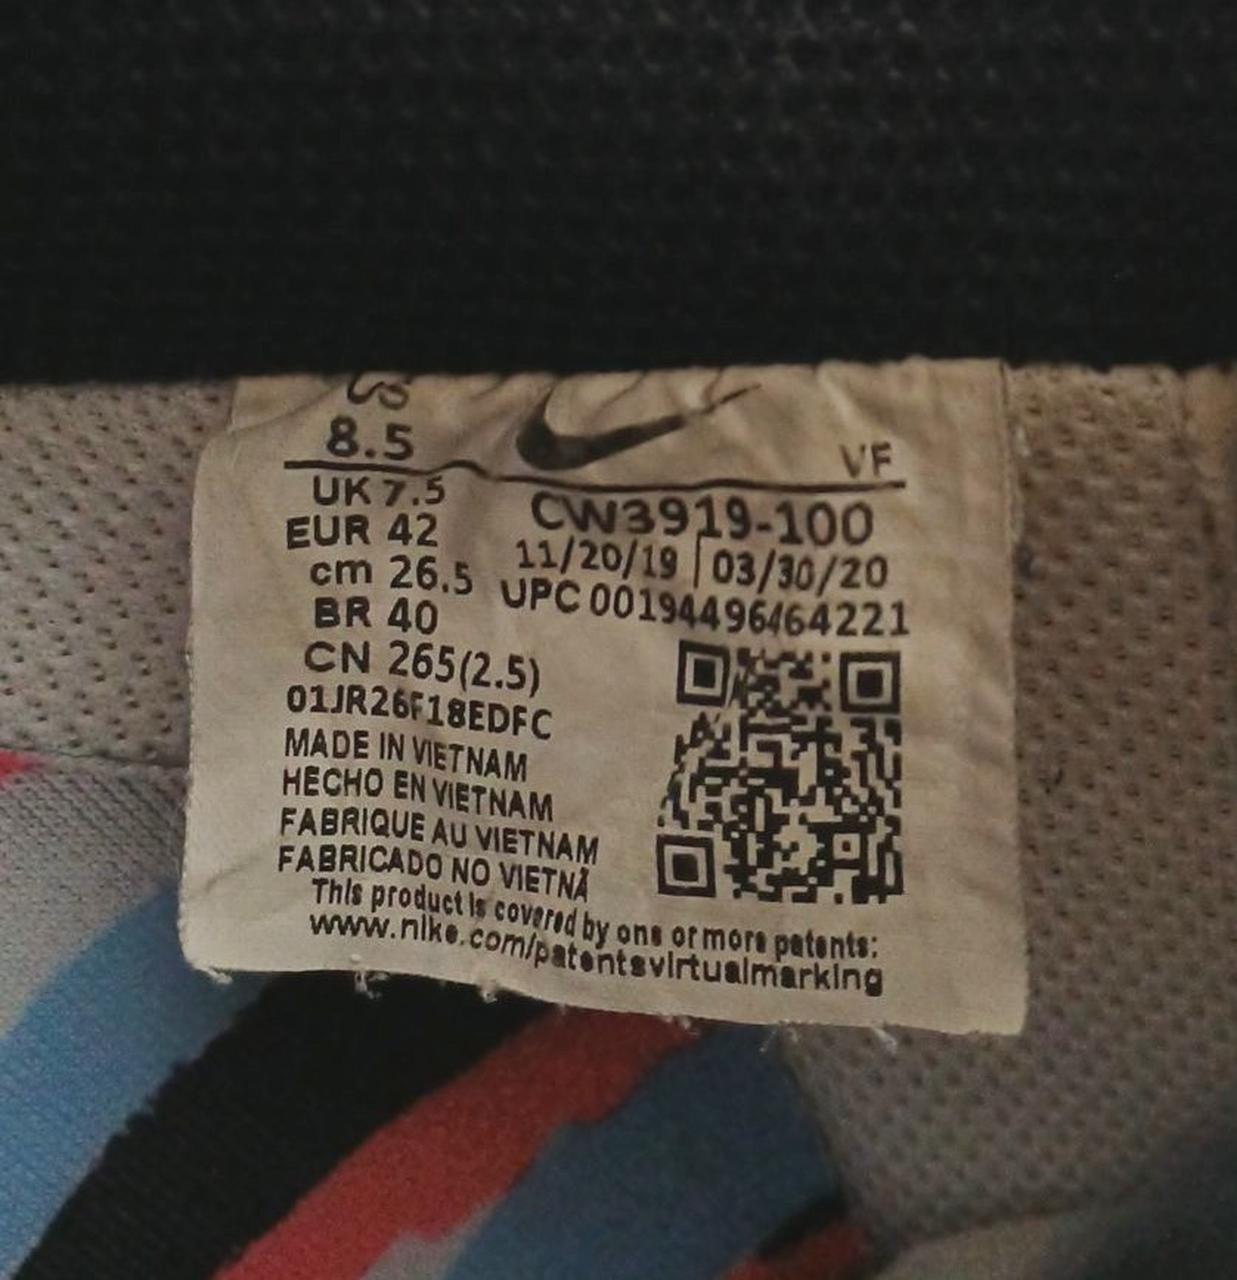 US
8.5
VF
UK 7.5
EUR 42
cm 26.5
BR 40
CN 265(2.5)
CW3919-100
11/20/19 03/30/20
UPC 00194496464221
01JR26F18EDFC
MADE IN VIETNAM
HECHO EN VIETNAM
FABRIQUE AU VIETNAM
FABRICADO NO VIETNÃ
This product is covered by one or more patents:
www.nike.com/patentsvirtualmarking